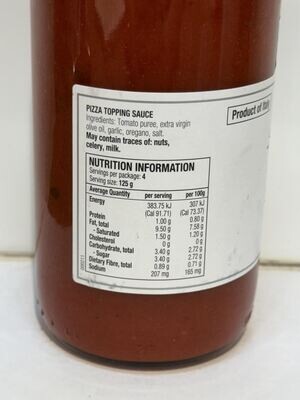 PIZZA TOPPING SAUCE
Ingredients: Tomato puree, extra virgin
olive oil, garlic, oregano, salt.
May contain traces of: nuts,
celery, milk.
NUTRITION INFORMATION
Servings per package: 4
Serving size: 125 g
Average Quantity per serving per 100g
Energy 383.75 kJ 307 kJ
(Cal 91.71) (Cal 73.37)
Protein 1.00 g 0.80 g
Fat, total 9.50 g 7.58 g
- Saturated 1.50 g 1.20 g
Cholesterol 0 g 0 g
Carbohydrate, total 3.40 g 2.72 g
- Sugar 3.40 g 2.72 g
Dietary Fibre, total 0.89 g 0.71 g
Sodium 207 mg 165 mg
Product of